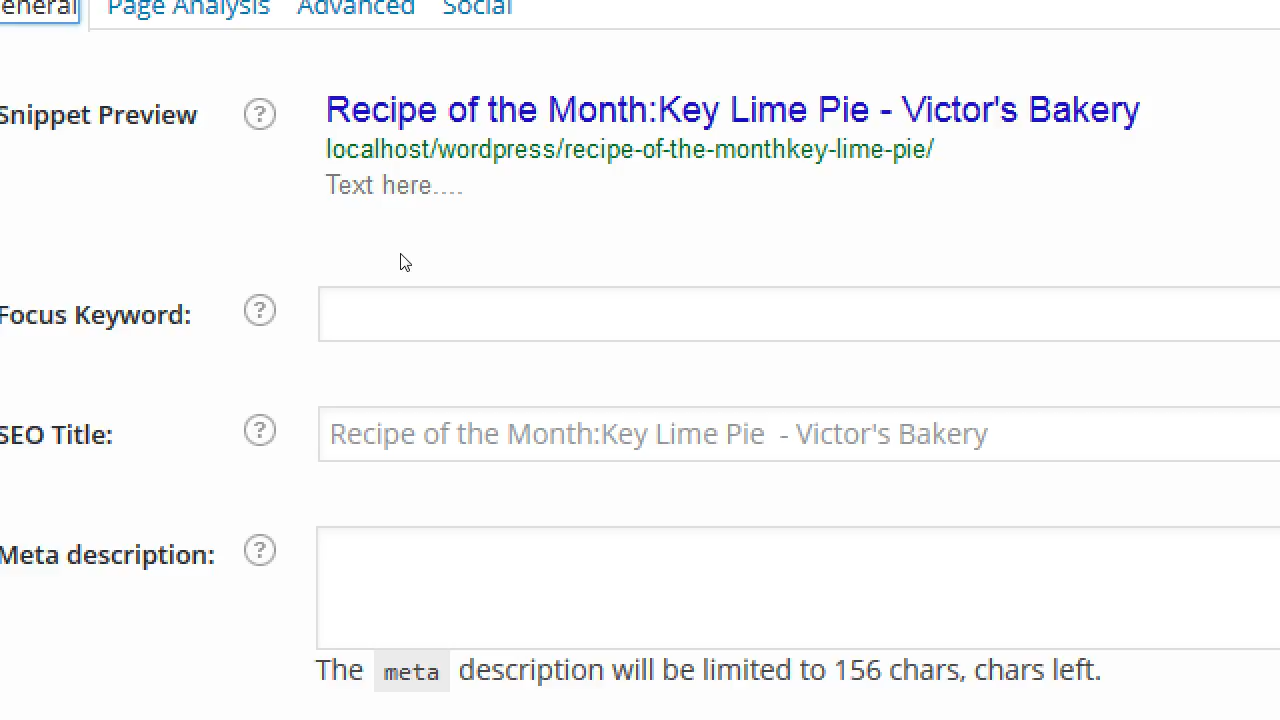 eneral Page Analysis Advanced Social
Snippet Preview ? Recipe of the Month:Key Lime Pie - Victor's Bakery
localhost/wordpress/recipe-of-the-monthkey-lime-pie/
Text here....
Focus Keyword: ?
SEO Title: ? Recipe of the Month:Key Lime Pie - Victor's Bakery
Meta description: ?
The meta description will be limited to 156 chars, chars left.